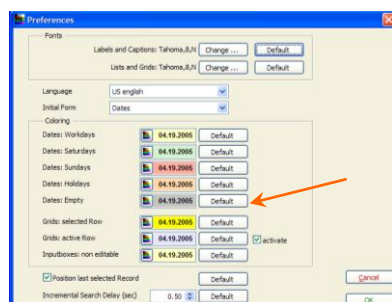 Preferences
Fonts
Labels and Captions: Tahoma,8,N Change ... Default
Lists and Grids: Tahoma,8,N Change ... Default
Language US english
Initial Form Dates
Coloring
Dates: Workdays 04.19.2005 Default
Dates: Saturdays 04.19.2005 Default
Dates: Sundays 04.19.2005 Default
Dates: Holidays 04.19.2005 Default
Dates: Empty 04.19.2005 Default
Grids: selected Row 04.19.2005 Default
Grids: active Row 04.19.2005 Default activate
Inputboxes: non editable 04.19.2005 Default
Position last selected Record Default Cancel
Incremental Search Delay (sec) 0.50 Default OK